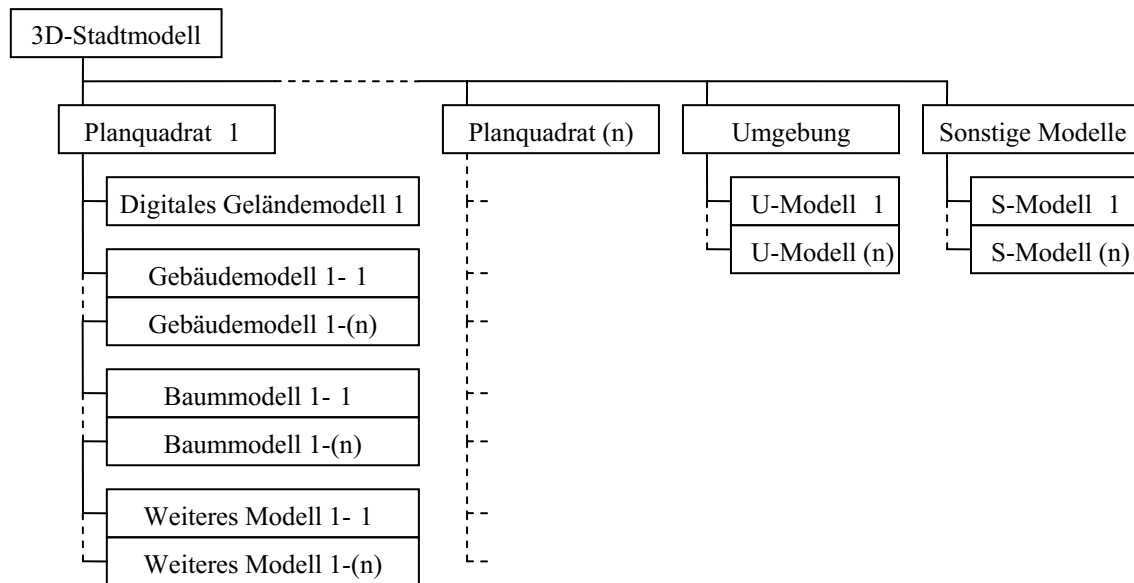 3D-Stadtmodell
Planquadrat 1
Planquadrat (n)
Umgebung
Sonstige Modelle
Digitales Geländemodell 1
Gebäudemodell 1- 1
Gebäudemodell 1-(n)
Baummodell 1- 1
Baummodell 1-(n)
Weiteres Modell 1- 1
Weiteres Modell 1-(n)
U-Modell 1
U-Modell (n)
S-Modell 1
S-Modell (n)